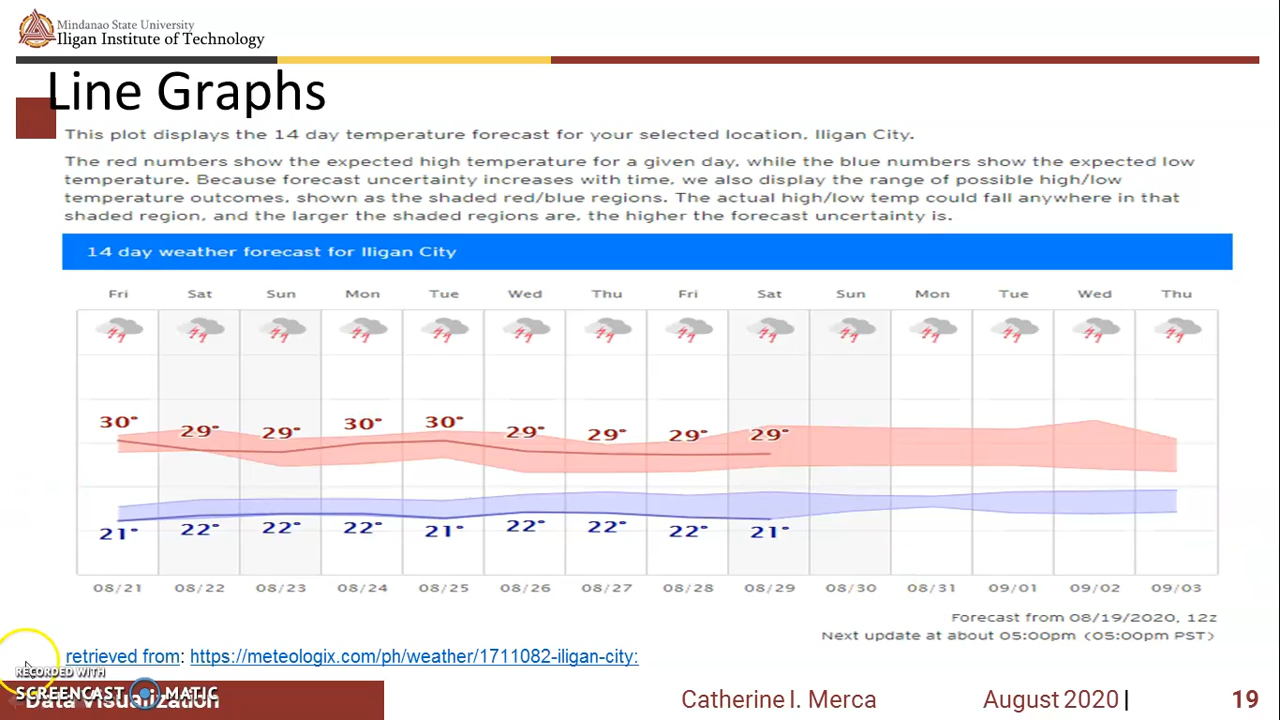 Mindanao State University
Iligan Institute of Technology
Line Graphs
This plot displays the 14 day temperature forecast for your selected location, Iligan City.
The red numbers show the expected high temperature for a given day, while the blue numbers show the expected low
temperature. Because forecast uncertainty increases with time, we also display the range of possible high/low
temperature outcomes, shown as the shaded red/blue regions. The actual high/low temp could fall anywhere in that
shaded region, and the larger the shaded regions are, the higher the forecast uncertainty is.
14 day weather forecast for Iligan City
Fri Sat Sun Mon Tue Wed Thu Fri Sat Sun Mon Tue Wed Thu
30° 29° 29° 30° 30° 29° 29° 29° 29°
21° 22° 22° 22° 21° 22° 22° 22° 21°
08/21 08/22 08/23 08/24 08/25 08/26 08/27 08/28 08/29 08/30 08/31 09/01 09/02 09/03
Forecast from 08/19/2020, 12z
Next update at about 05:00pm (05:00pm PST)
retrieved from: https://meteologix.com/ph/weather/1711082-iligan-city:
RECORDED WITH
SCREENCAST MATIC
Data Visualization
Catherine I. Merca August 2020 | 19